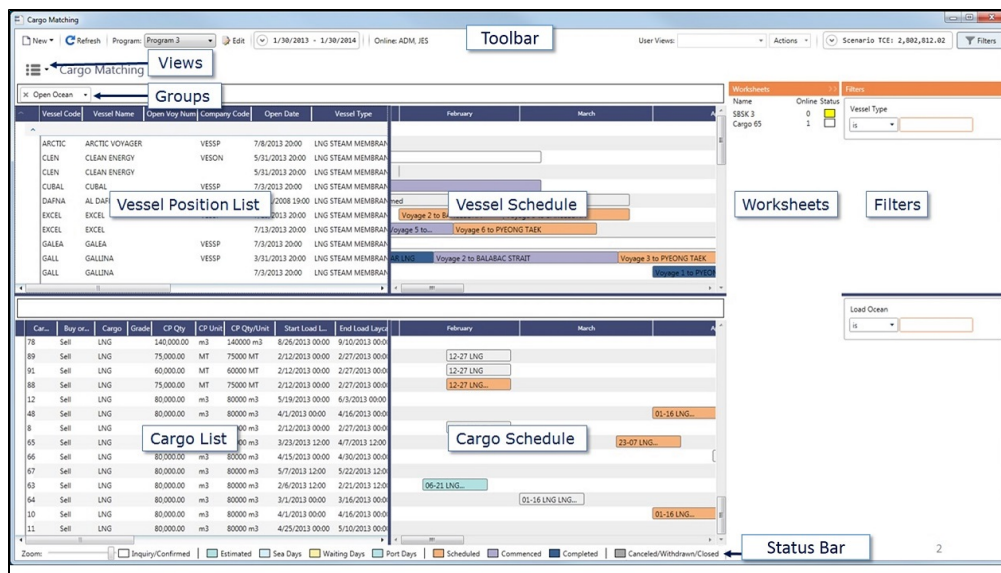 Cargo Matching
New Refresh Program: Program 3 Edit 1/30/2013 - 1/30/2014 Online: ADM, JES Toolbar User Views: Actions Scenario TCE: 2,802,812.02 Filters
Cargo Matching Views
Open Ocean Groups
Vessel Code Vessel Name Open Voy Num Company Code Open Date Vessel Type February March A
ARCTIC ARCTIC VOYAGER VESSP 7/8/2013 20:00 LNG STEAM MEMBRAN
CLEN CLEAN ENERGY VESON 5/31/2013 20:00 LNG STEAM MEMBRAN
CLEN CLEAN ENERGY 5/31/2013 20:00 LNG STEAM MEMBRAN
CUBAL CUBAL VESSP 7/3/2013 20:00 LNG STEAM MEMBRAN
DAFNA AL DAF /2008 19:00 LNG STEAM MEMBRAN med
EXCEL EXCEL 2013 20:00 LNG STEAM MEMBRAN Voyage 2 to
Vessel Position List
Vessel Schedule
EXCEL EXCEL 7/13/2013 20:00 LNG STEAM MEMBRAN Voyage 5 to... Voyage 6 to PYEONG TAEK
GALEA GALEA VESSP 7/3/2013 20:00 LNG STEAM MEMBRAN
GALL GALLINA VESSP 3/31/2013 20:00 LNG STEAM MEMBRAN AR LNG Voyage 2 to BALABAC STRAIT Voyage 3 to PYEONG TAEK
GALL GALLINA 7/3/2013 20:00 LNG STEAM MEMBRAN Voyage 1 to PYEON
Worksheets >>
Name Online Status
SBSK 3 0
Cargo 65 1
Worksheets
Filters
Vessel Type
is
Filters
Load Ocean
is
Car... Buy or... Cargo Grade CP Qty CP Unit CP Qty/Unit Start Load L... End Load Layca February March A
78 Sell LNG 140,000.00 m3 140000 m3 8/26/2013 00:00 9/10/2013 00:0
89 Sell LNG 75,000.00 MT 75000 MT 2/12/2013 00:00 2/27/2013 00:0 12-27 LNG
91 Sell LNG 60,000.00 MT 60000 MT 2/12/2013 00:00 2/27/2013 00:0 12-27 LNG
88 Sell LNG 75,000.00 MT 75000 MT 2/12/2013 00:00 2/27/2013 00:0 12-27 LNG...
12 Sell LNG 80,000.00 m3 80000 m3 5/19/2013 00:00 6/3/2013 00:00
48 Sell LNG 80,000.00 m3 80000 m3 4/1/2013 00:00 4/16/2013 00:0 01-16 LNG...
8 Sell LNG 00 m3 2/12/2013 00:00 2/27/2013 00:0
Cargo List
Cargo Schedule
65 Sell LNG 00 m3 3/23/2013 12:00 4/7/2013 12:00 23-07 LNG...
66 Sell LNG 80,000.00 m3 80000 m3 4/15/2013 00:00 4/30/2013 00:0
67 Sell LNG 80,000.00 m3 80000 m3 5/7/2013 12:00 5/22/2013 12:0
63 Sell LNG 80,000.00 m3 80000 m3 2/6/2013 12:00 2/21/2013 12:0 06-21 LNG...
64 Sell LNG 80,000.00 m3 80000 m3 3/1/2013 00:00 3/16/2013 00:0 01-16 LNG LNG...
10 Sell LNG 80,000.00 m3 80000 m3 4/1/2013 00:00 4/16/2013 00:0 01-16 LNG...
11 Sell LNG 80,000.00 m3 80000 m3 4/25/2013 00:00 5/10/2013 00:0
Zoom: Inquiry/Confirmed Estimated Sea Days Waiting Days Port Days Scheduled Commenced Completed Canceled/Withdrawn/Closed Status Bar 2